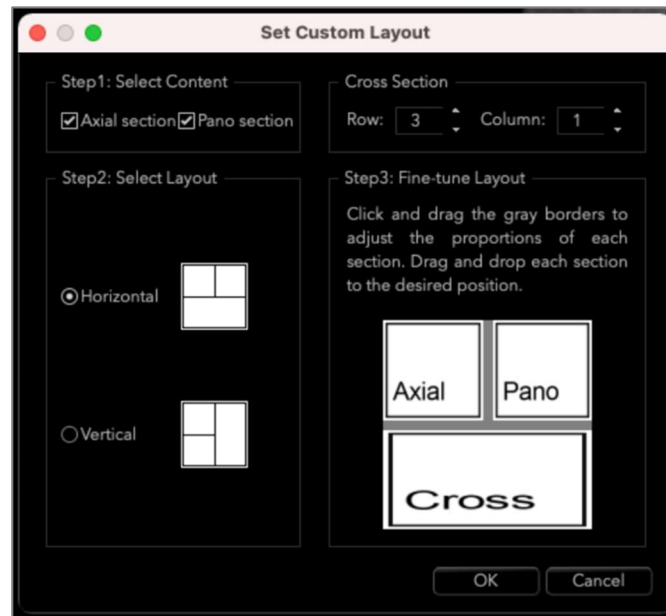 Set Custom Layout
Step1: Select Content
Axial section Pano section
Cross Section
Row: 3 Column: 1
Step2: Select Layout
Horizontal
Vertical
Step3: Fine-tune Layout
Click and drag the gray borders to
adjust the proportions of each
section. Drag and drop each section
to the desired position.
Axial Pano
Cross
OK Cancel